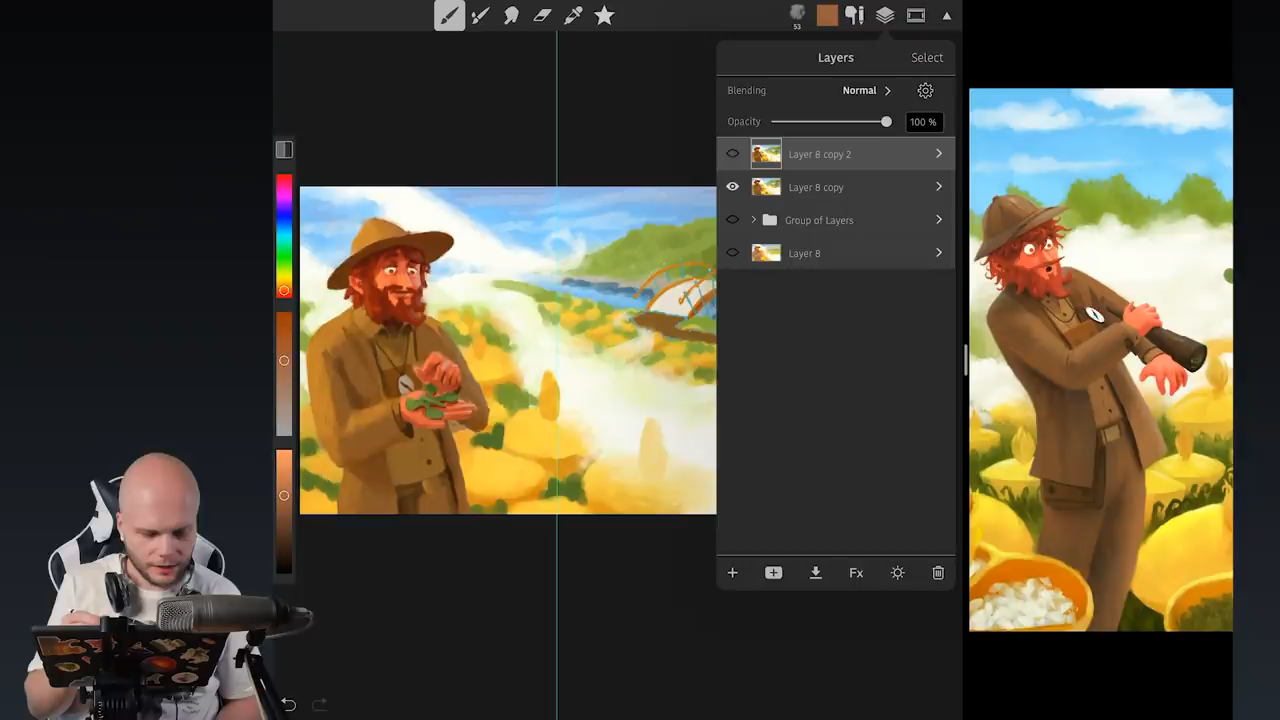 53
Layers
Select
Blending
Normal
Opacity
100 %
Layer 8 copy 2
Layer 8 copy
Group of Layers
Layer 8
Fx